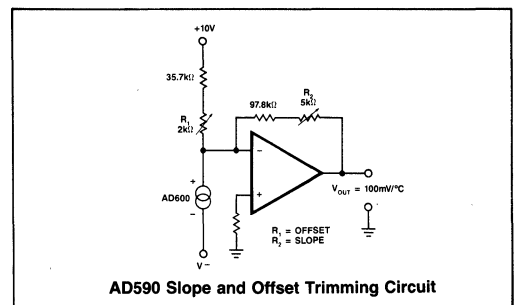 +10V
35.7kΩ
R1
2kΩ
97.8kΩ
R2
5kΩ
−
+
+
AD600
−
V−
VOUT = 100mV/°C
R1 = OFFSET
R2 = SLOPE
AD590 Slope and Offset Trimming Circuit